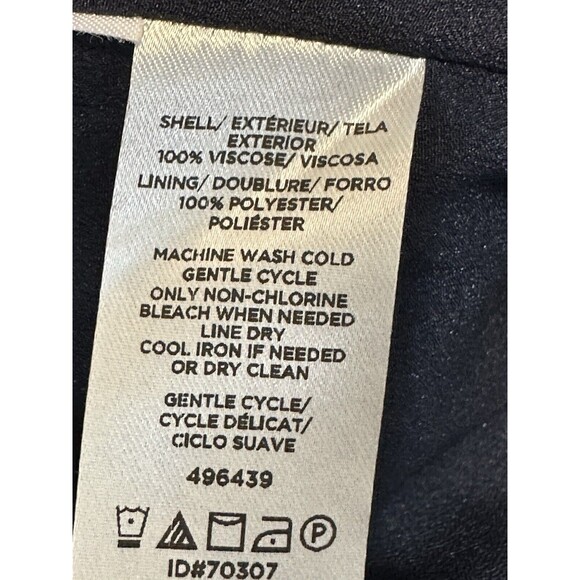 SHELL/ EXTÉRIEUR/ TELA
EXTERIOR
100% VISCOSE/ VISCOSA
LINING/ DOUBLURE/ FORRO
100% POLYESTER/
POLIÉSTER
MACHINE WASH COLD
GENTLE CYCLE
ONLY NON-CHLORINE
BLEACH WHEN NEEDED
LINE DRY
COOL IRON IF NEEDED
OR DRY CLEAN
GENTLE CYCLE/
CYCLE DÉLICAT/
CICLO SUAVE
496439
P
ID#70307